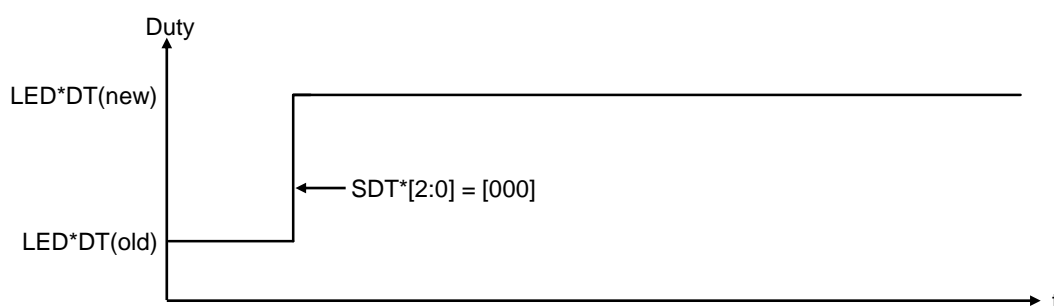 Duty
LED*DT(new)
SDT*[2:0] = [000]
LED*DT(old)
t